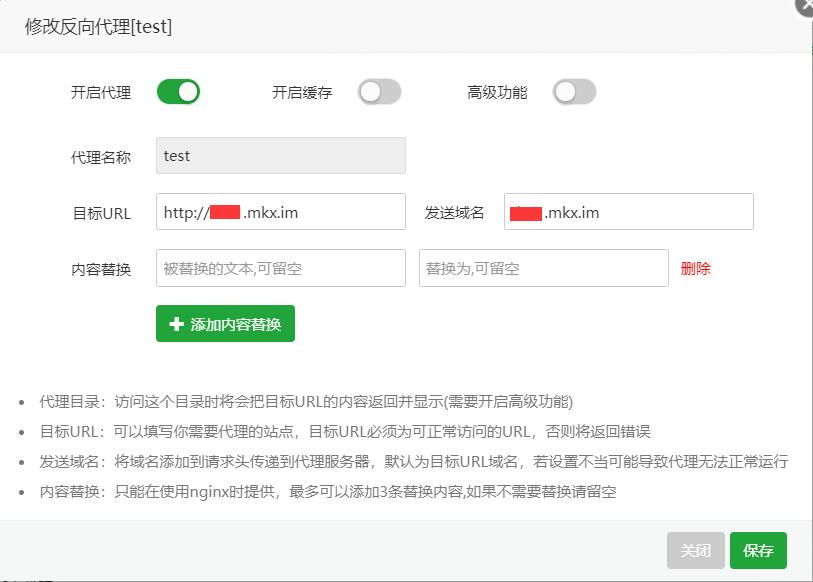 修改反向代理[test]
开启代理 开启缓存 高级功能
代理名称 test
目标URL http:// .mkx.im 发送域名 .mkx.im
内容替换 被替换的文本,可留空 替换为,可留空 删除
添加内容替换
代理目录：访问这个目录时将会把目标URL的内容返回并显示(需要开启高级功能)
目标URL：可以填写你需要代理的站点，目标URL必须为可正常访问的URL，否则将返回错误
发送域名：将域名添加到请求头传递到代理服务器，默认为目标URL域名，若设置不当可能导致代理无法正常运行
内容替换：只能在使用nginx时提供，最多可以添加3条替换内容,如果不需要替换请留空
关闭 保存